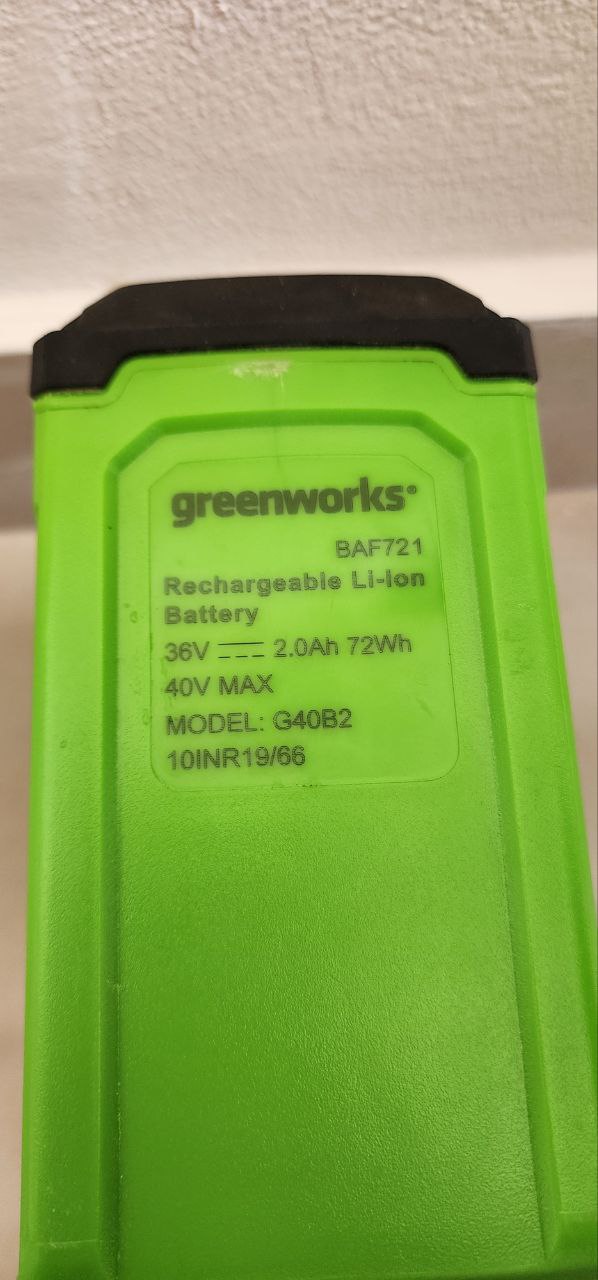 greenworks®
BAF721
Rechargeable Li-Ion
Battery
36V ⎓ 2.0Ah 72Wh
40V MAX
MODEL: G40B2
10INR19/66